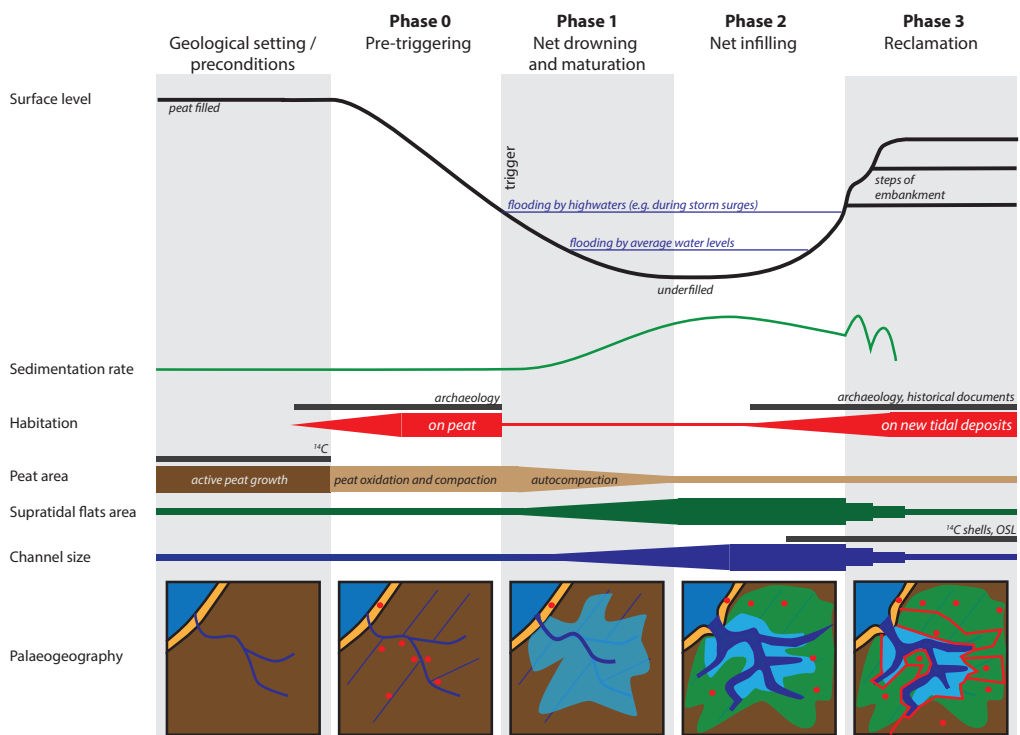 Phase 0
Phase 1
Phase 2
Phase 3
Geological setting /
preconditions
Pre-triggering
Net drowning
and maturation
Net infilling
Reclamation
Surface level
peat filled
trigger
flooding by highwaters (e.g. during storm surges)
flooding by average water levels
underfilled
steps of
embankment
Sedimentation rate
archaeology
archaeology, historical documents
Habitation
on peat
on new tidal deposits
¹⁴C
Peat area
active peat growth
peat oxidation and compaction
autocompaction
Supratidal flats area
¹⁴C shells, OSL
Channel size
Palaeogeography